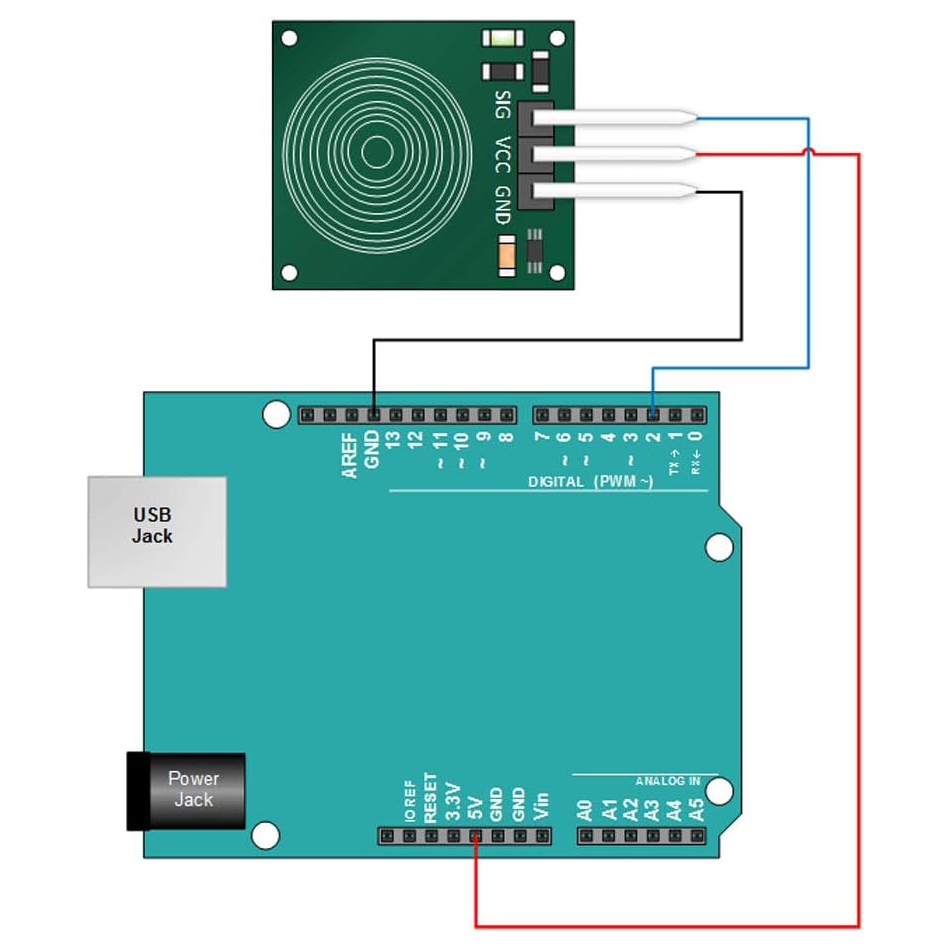 SIG
VCC
GND
AREF
GND
13
12
~ 11
~ 10
~ 9
8
7
~ 6
~ 5
4
~ 3
2
TX → 1
RX ← 0
DIGITAL (PWM ~)
USB
Jack
Power
Jack
IOREF
RESET
3.3V
5V
GND
GND
Vin
ANALOG IN
A0
A1
A2
A3
A4
A5